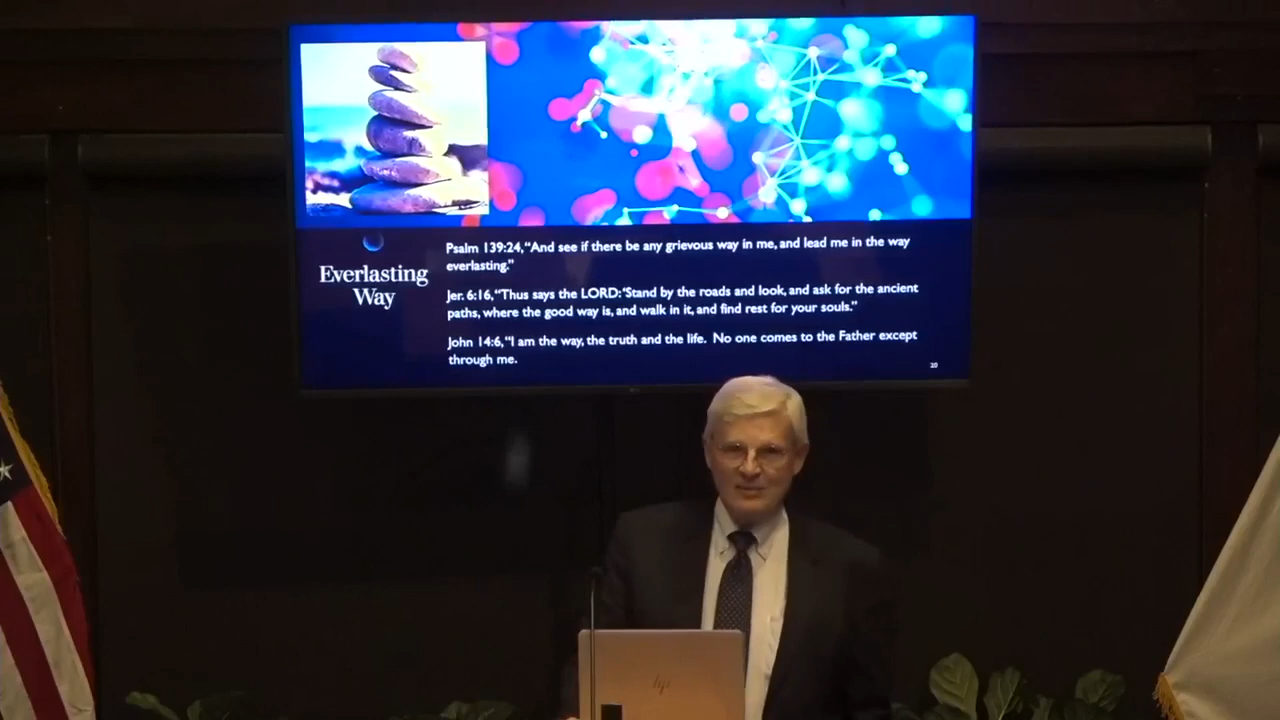 Everlasting
Way
Psalm 139:24, “And see if there be any grievous way in me, and lead me in the way
everlasting.”
Jer. 6:16, “Thus says the LORD: ‘Stand by the roads and look, and ask for the ancient
paths, where the good way is, and walk in it, and find rest for your souls.”
John 14:6, “I am the way, the truth and the life.  No one comes to the Father except
through me.
20
hp